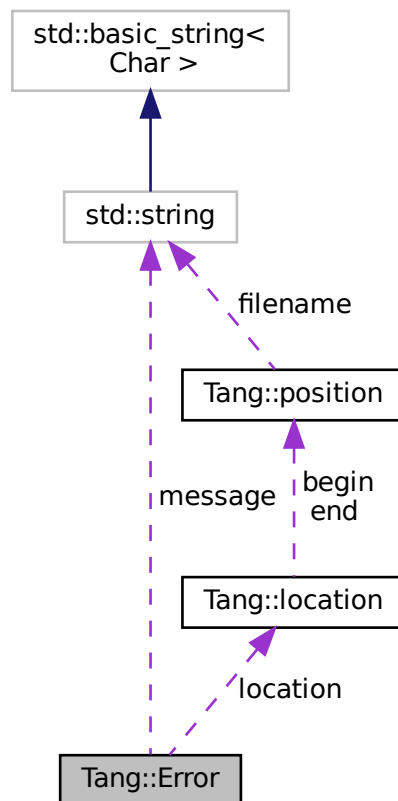 std::basic_string<
Char >
std::string
filename
Tang::position
message
begin
end
Tang::location
location
Tang::Error